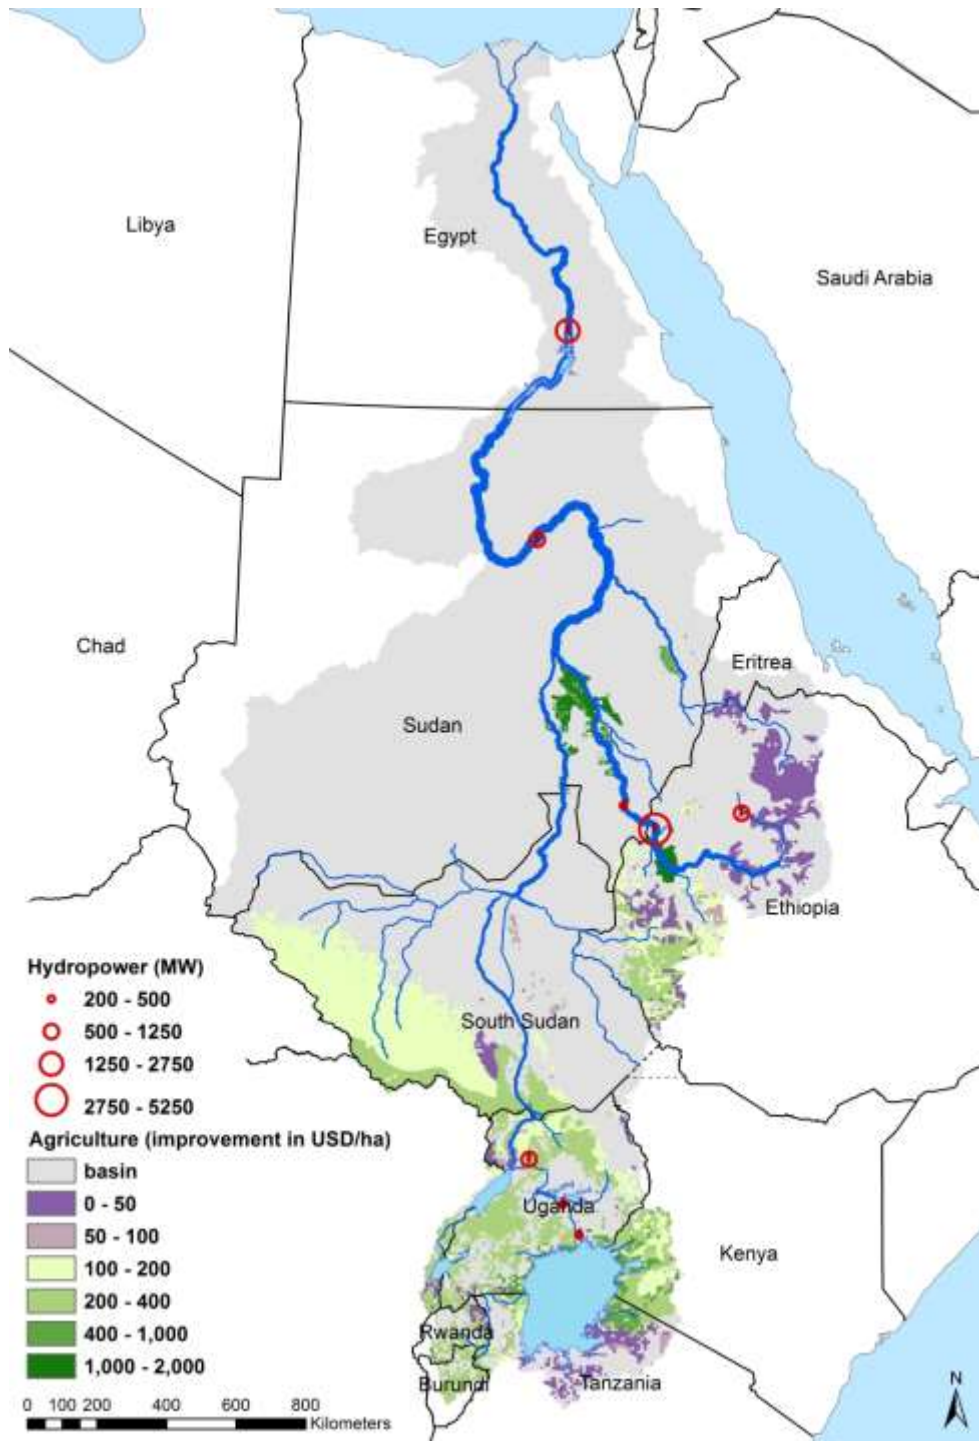 Libya
Egypt
Saudi Arabia
Chad
Eritrea
Sudan
Ethiopia
Hydropower (MW)
200 - 500
500 - 1250
1250 - 2750
2750 - 5250
South Sudan
Agriculture (improvement in USD/ha)
basin
0 - 50
50 - 100
100 - 200
200 - 400
400 - 1,000
1,000 - 2,000
Uganda
Kenya
Rwanda
Burundi
Tanzania
N
0 100 200 400 600 800
Kilometers